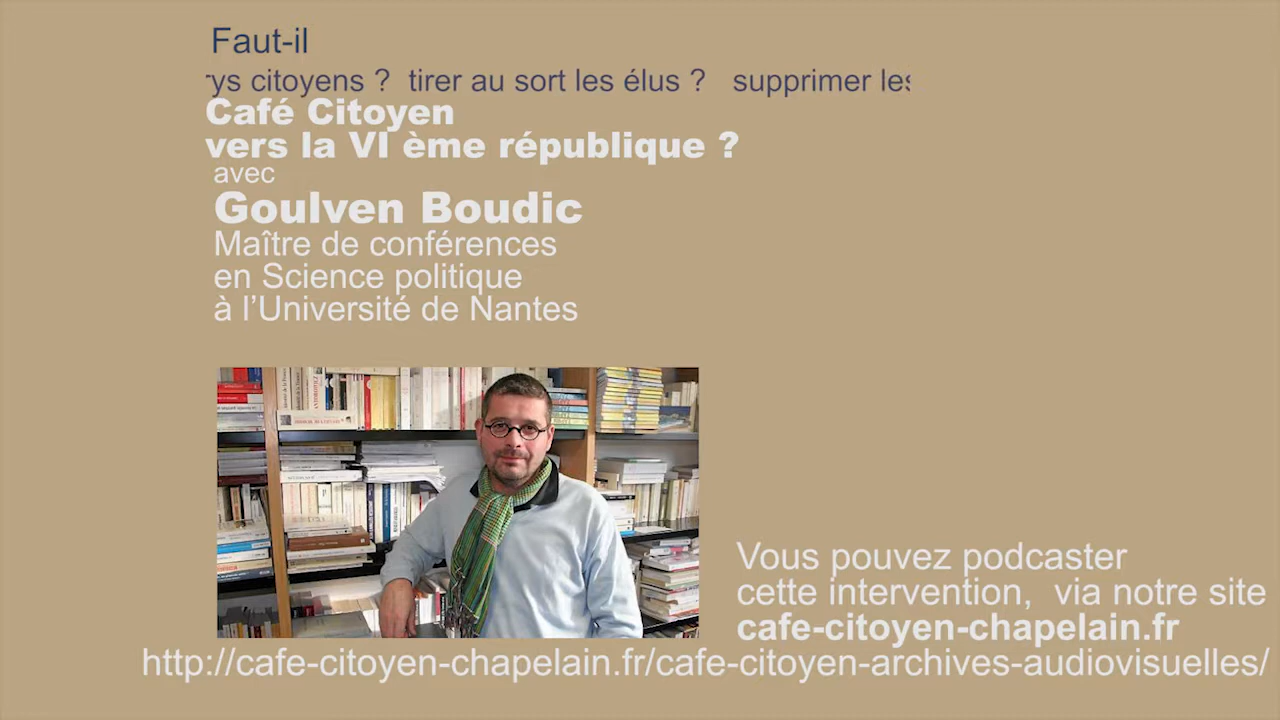 Faut-il
rys citoyens ? tirer au sort les élus ? supprimer les
Café Citoyen
vers la VI ème république ?
avec
Goulven Boudic
Maître de conférences
en Science politique
à l'Université de Nantes
Vous pouvez podcaster
cette intervention, via notre site
cafe-citoyen-chapelain.fr
http://cafe-citoyen-chapelain.fr/cafe-citoyen-archives-audiovisuelles/